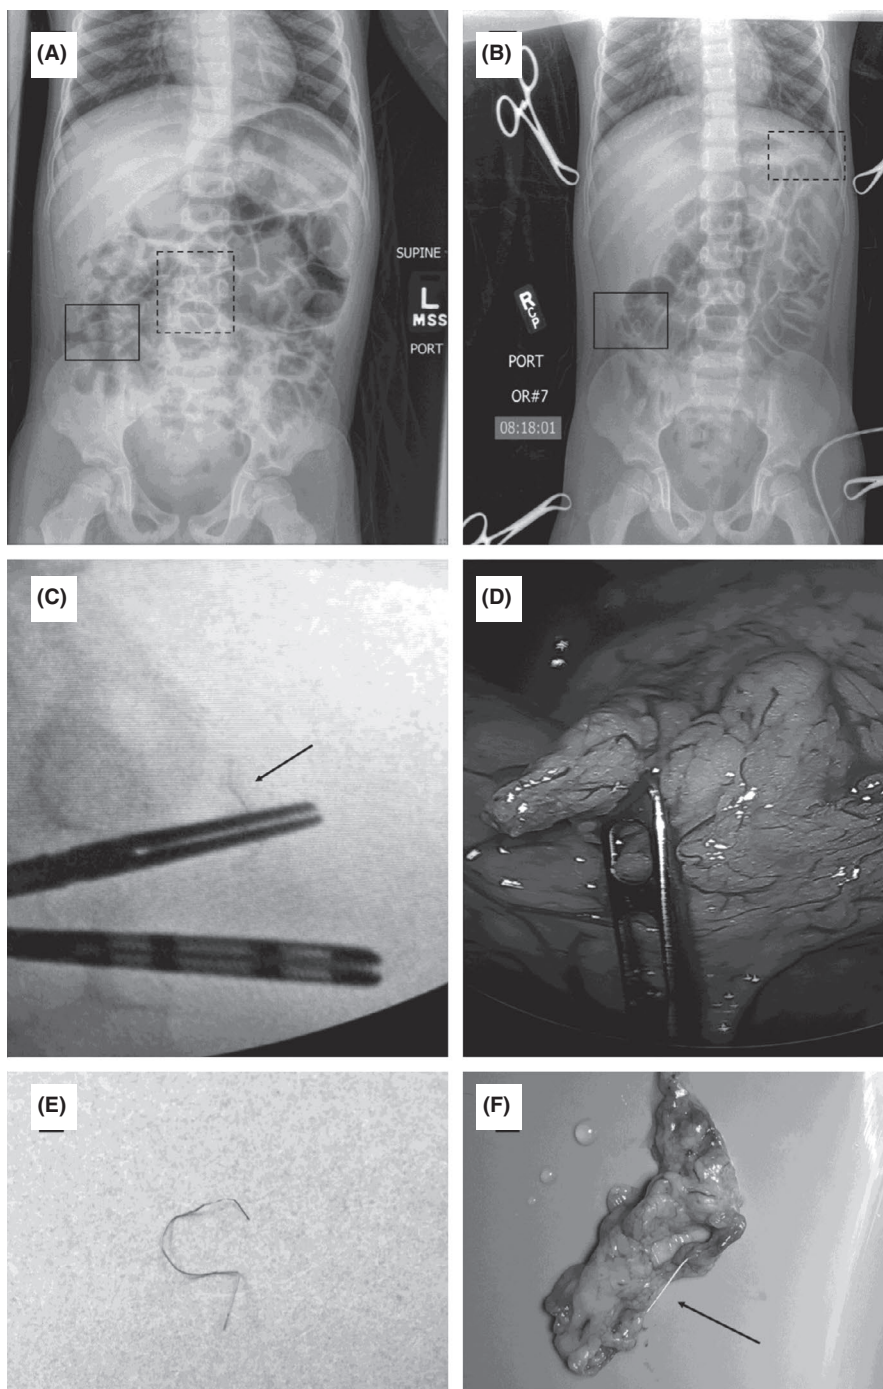 (A)
(B)
SUPINE
L
MSS
PORT
R
PORT
OR#7
08:18:01
(C)
(D)
(E)
(F)